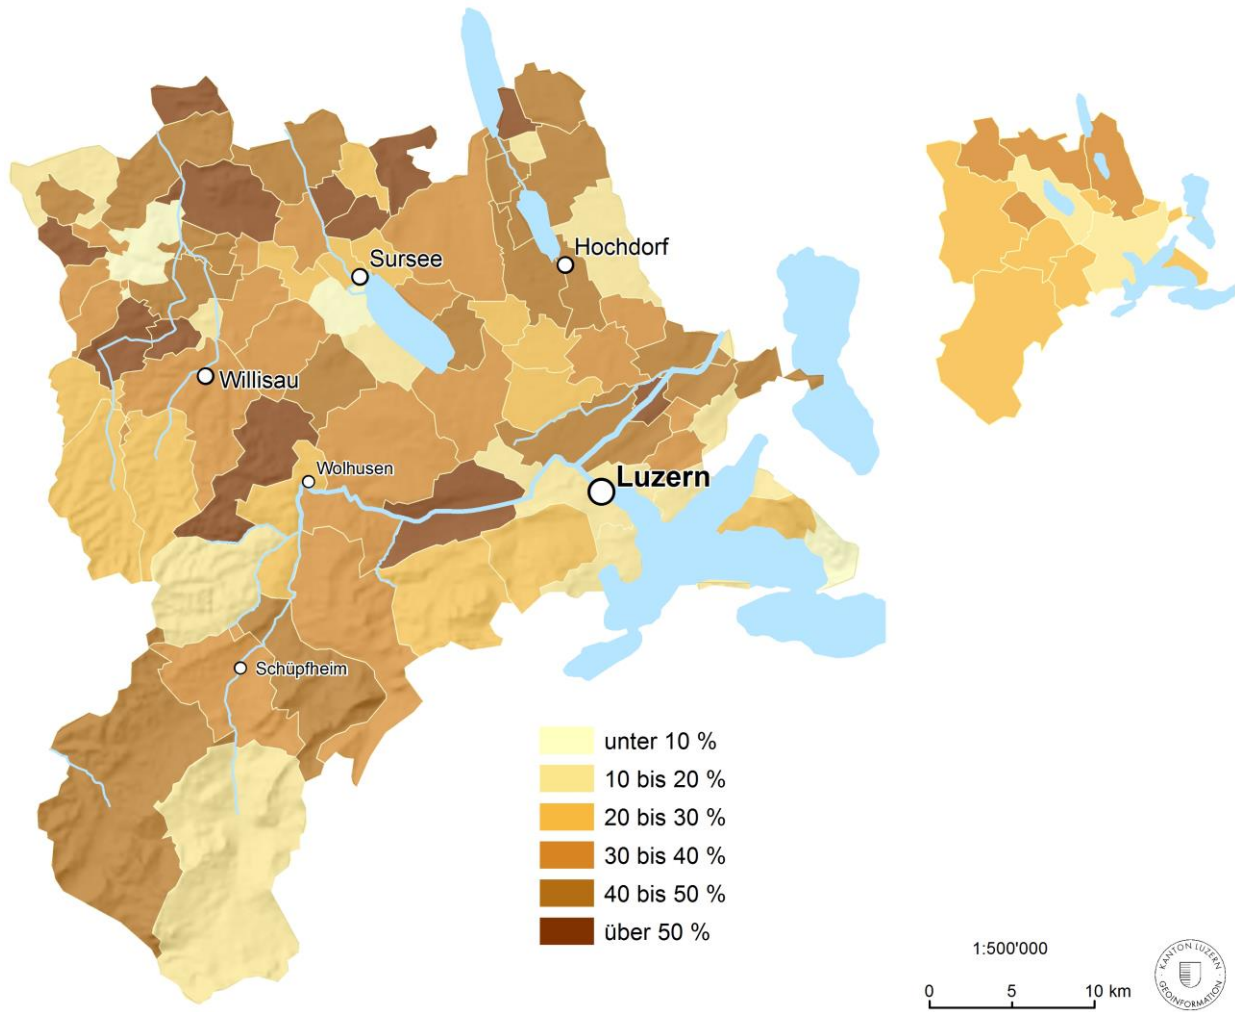 Hochdorf
Sursee
Willisau
Wolhusen
Luzern
Schüpfheim
unter 10 %
10 bis 20 %
20 bis 30 %
30 bis 40 %
40 bis 50 %
über 50 %
1:500'000
0 5 10 km
KANTON LUZERN
GEOINFORMATION